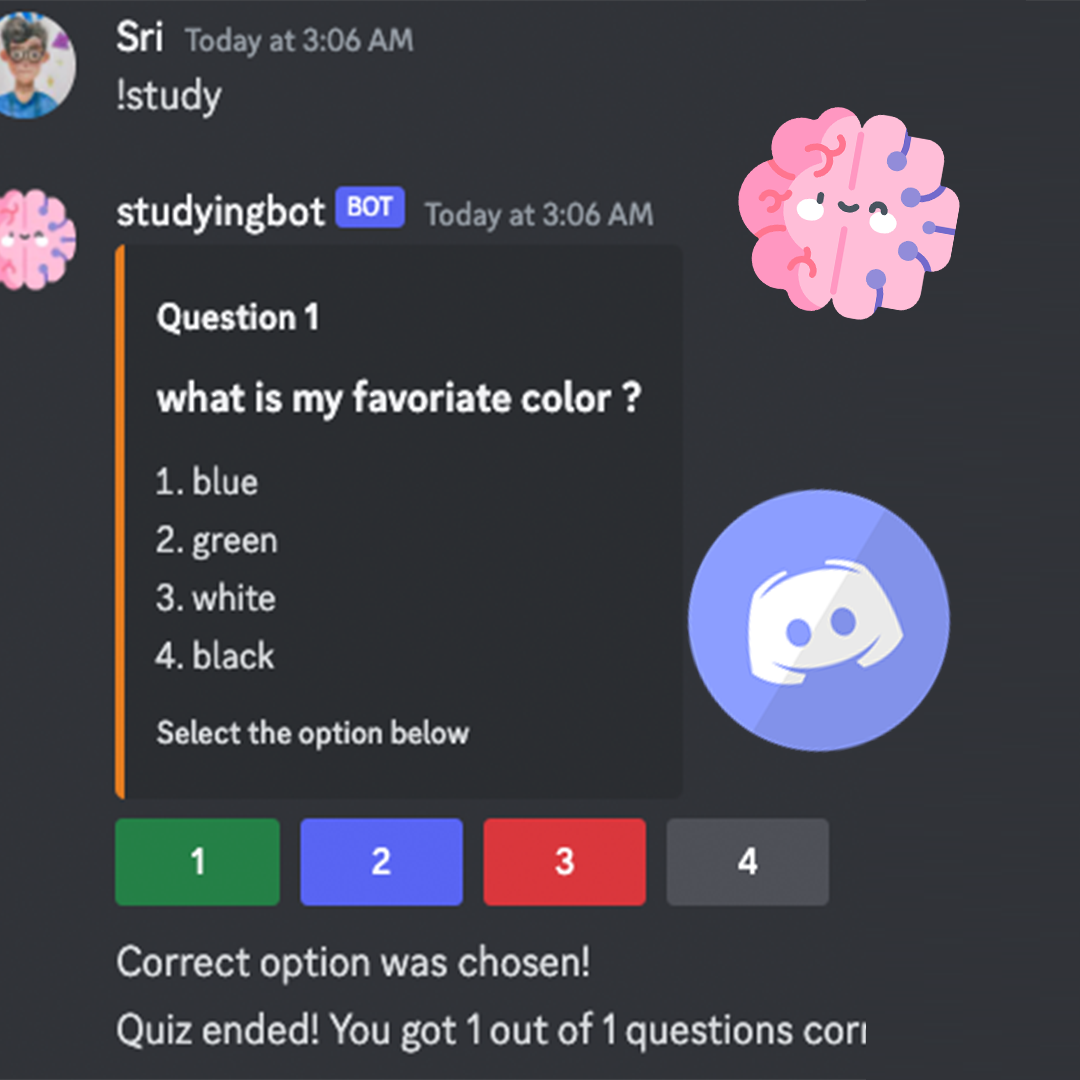 Sri Today at 3:06 AM
!study
studyingbot BOT Today at 3:06 AM
Question 1
what is my favoriate color ?
1. blue
2. green
3. white
4. black
Select the option below
1 2 3 4
Correct option was chosen!
Quiz ended! You got 1 out of 1 questions